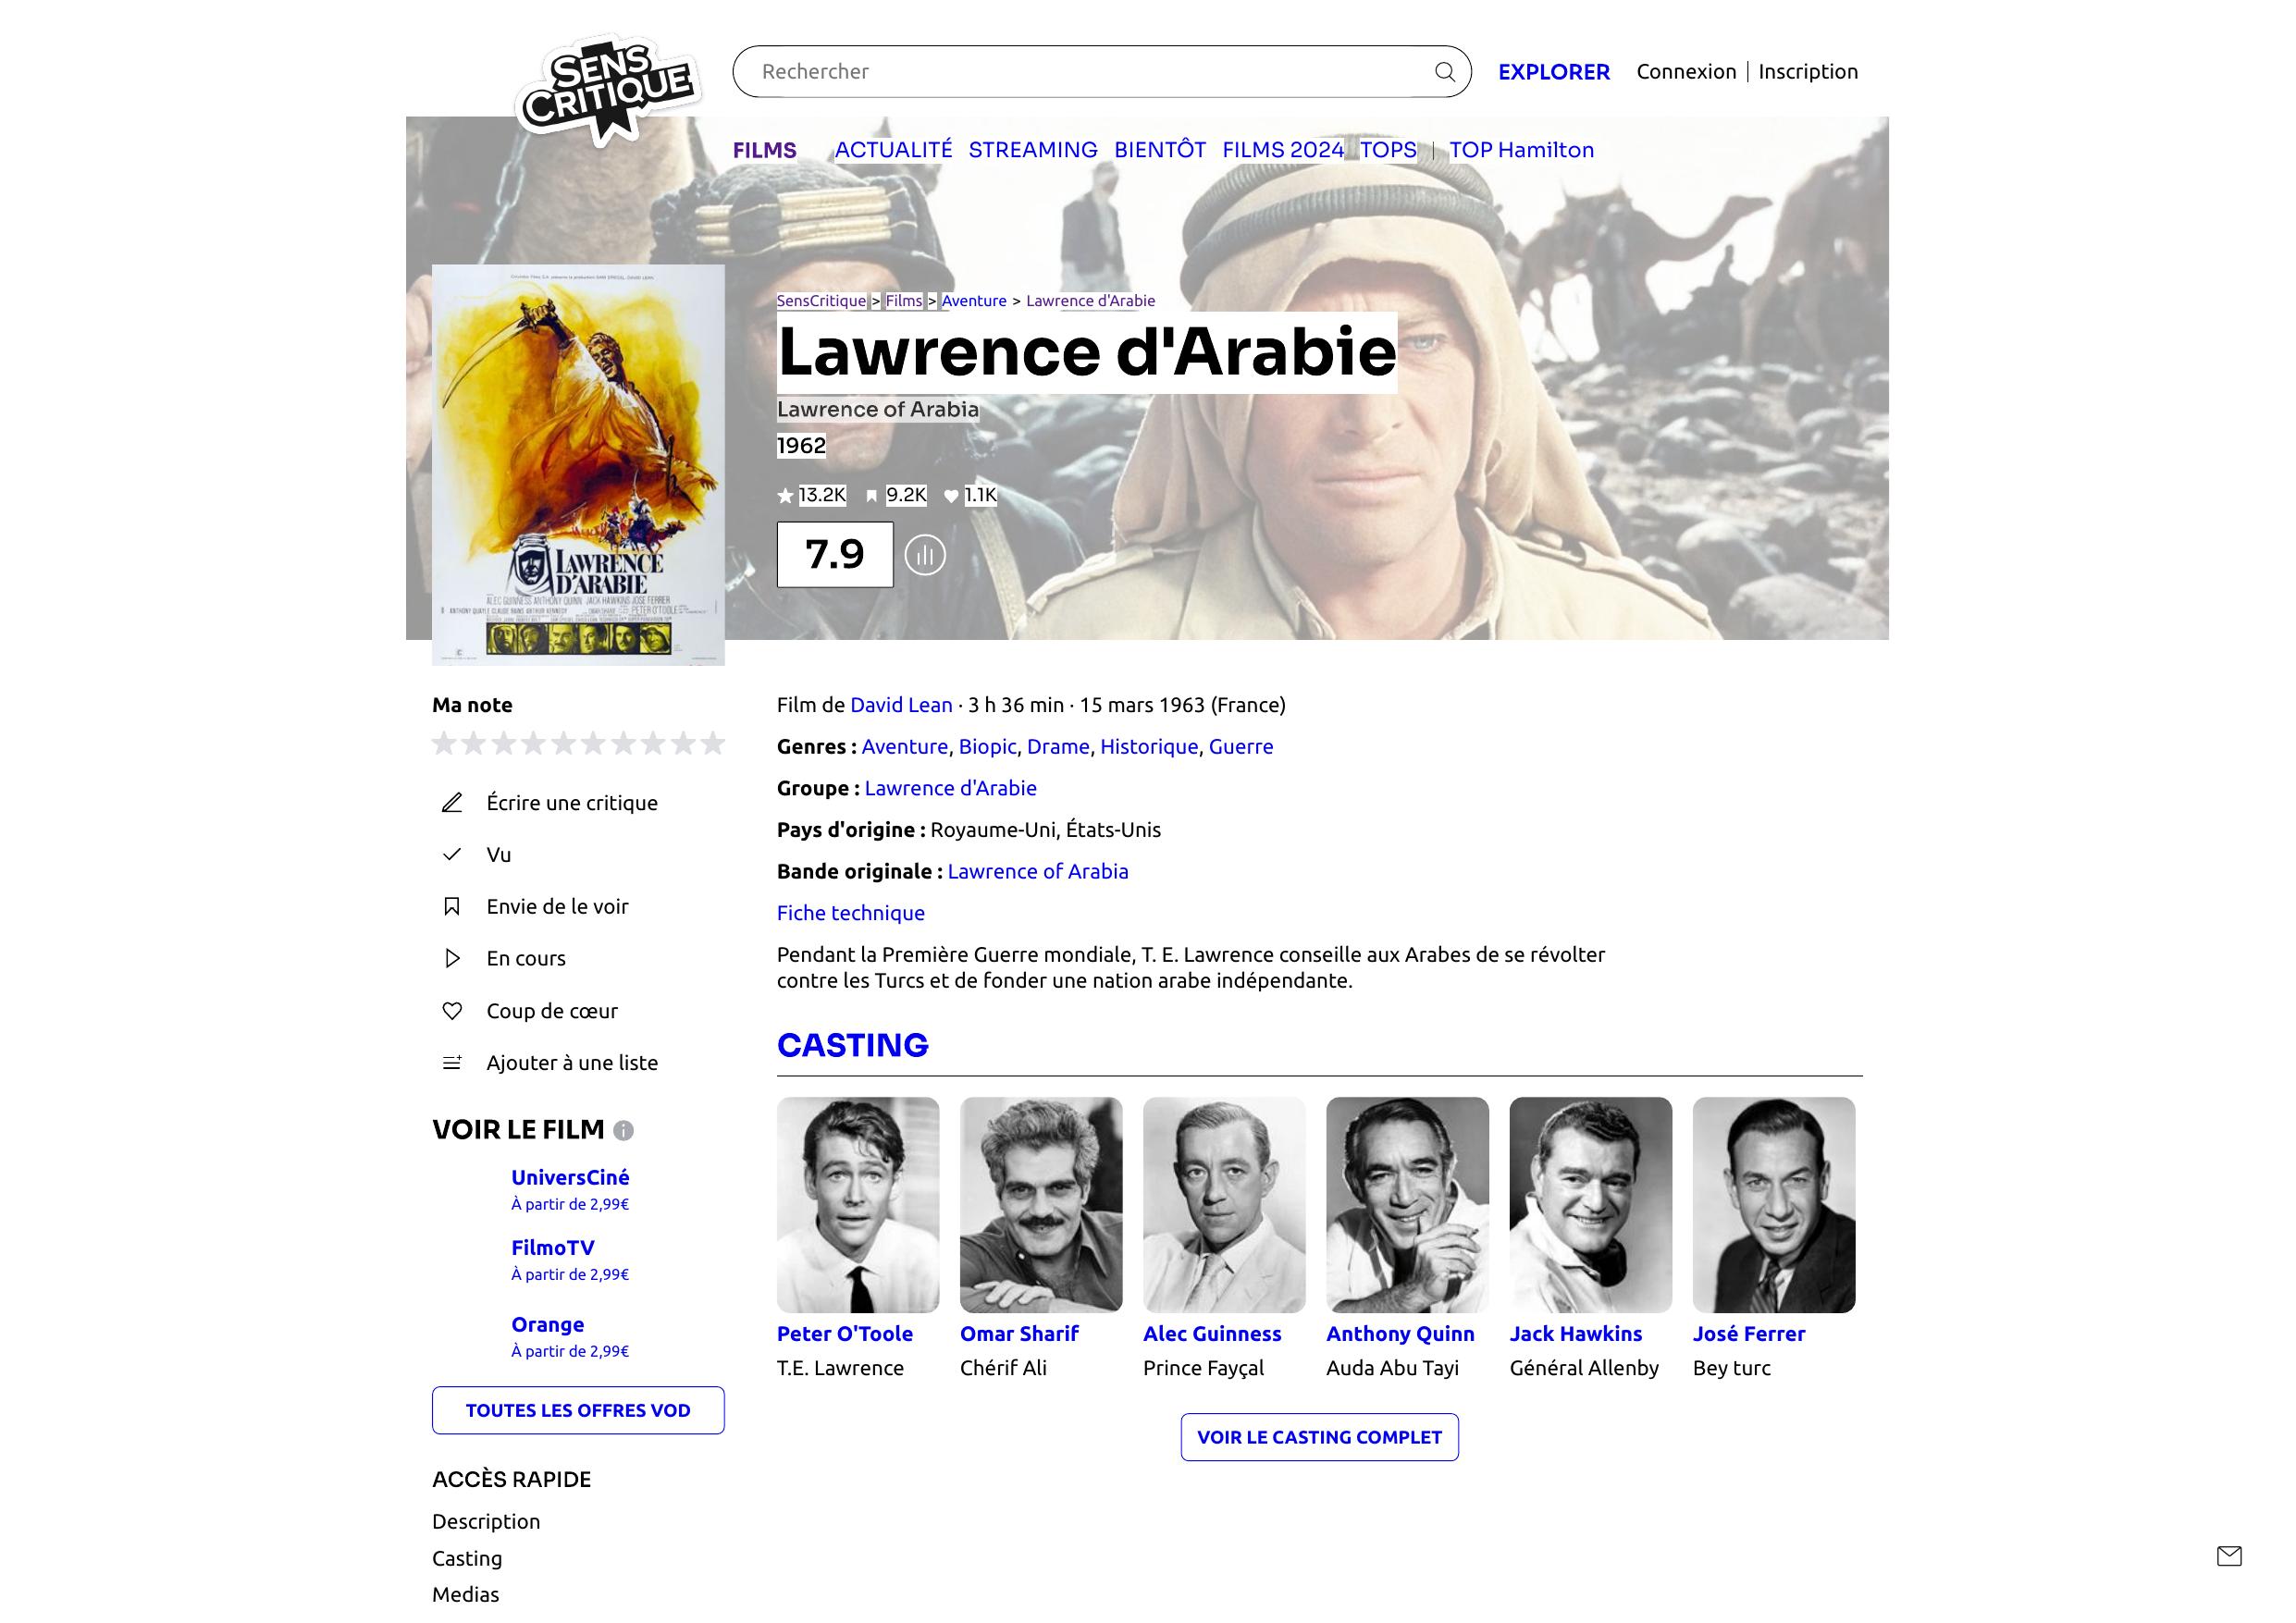 SENS
CRITIQUE
Rechercher
EXPLORER
Connexion | Inscription
FILMS
ACTUALITÉ STREAMING BIENTÔT FILMS 2024 TOPS | TOP Hamilton
SensCritique > Films > Aventure > Lawrence d'Arabie
Lawrence d'Arabie
Lawrence of Arabia
1962
13.2K 9.2K 1.1K
7.9
LAWRENCE
D'ARABIE
ALEC GUINNESS ANTHONY QUINN JACK HAWKINS JOSE FERRER
ANTHONY QUAYLE CLAUDE RAINS ARTHUR KENNEDY
PETER O'TOOLE
Ma note
Écrire une critique
Vu
Envie de le voir
En cours
Coup de cœur
Ajouter à une liste
VOIR LE FILM
UniversCiné
À partir de 2,99€
FilmoTV
À partir de 2,99€
Orange
À partir de 2,99€
TOUTES LES OFFRES VOD
ACCÈS RAPIDE
Description
Casting
Medias
Film de David Lean · 3 h 36 min · 15 mars 1963 (France)
Genres : Aventure, Biopic, Drame, Historique, Guerre
Groupe : Lawrence d'Arabie
Pays d'origine : Royaume-Uni, États-Unis
Bande originale : Lawrence of Arabia
Fiche technique
Pendant la Première Guerre mondiale, T. E. Lawrence conseille aux Arabes de se révolter
contre les Turcs et de fonder une nation arabe indépendante.
CASTING
Peter O'Toole
T.E. Lawrence
Omar Sharif
Chérif Ali
Alec Guinness
Prince Fayçal
Anthony Quinn
Auda Abu Tayi
Jack Hawkins
Général Allenby
José Ferrer
Bey turc
VOIR LE CASTING COMPLET